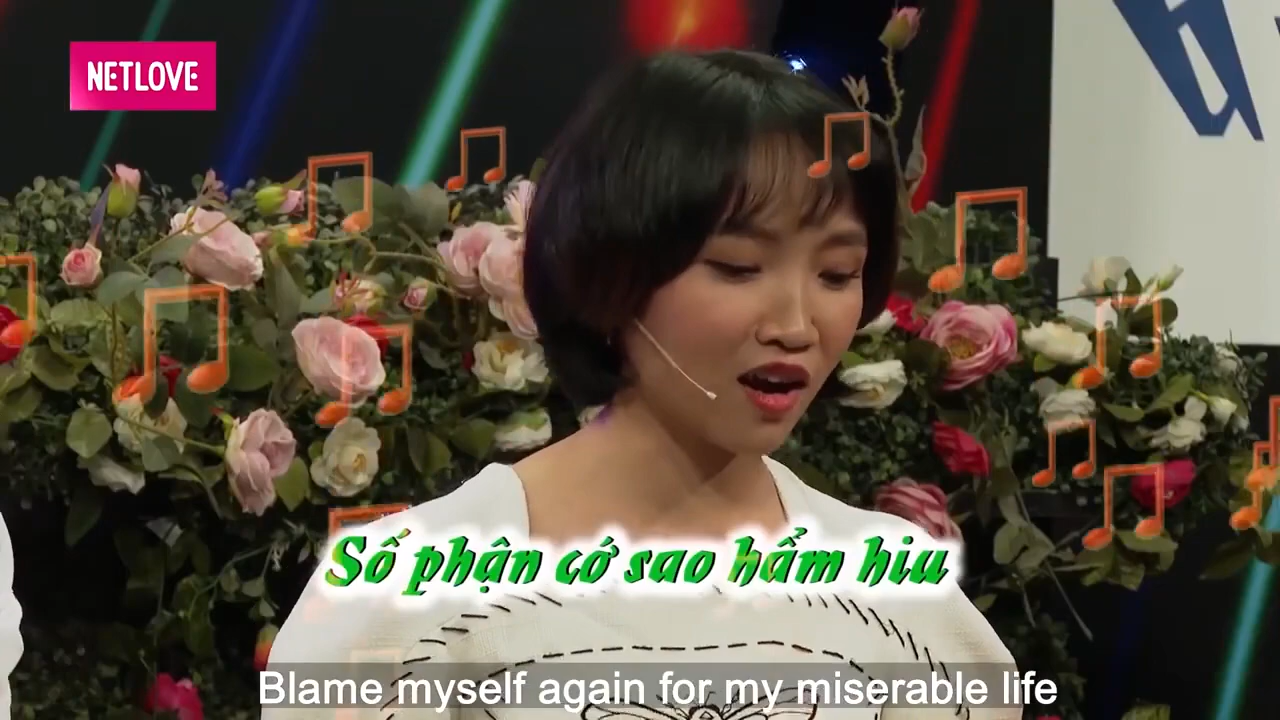 NETLOVE
Số phận cớ sao hẩm hiu
Blame myself again for my miserable life